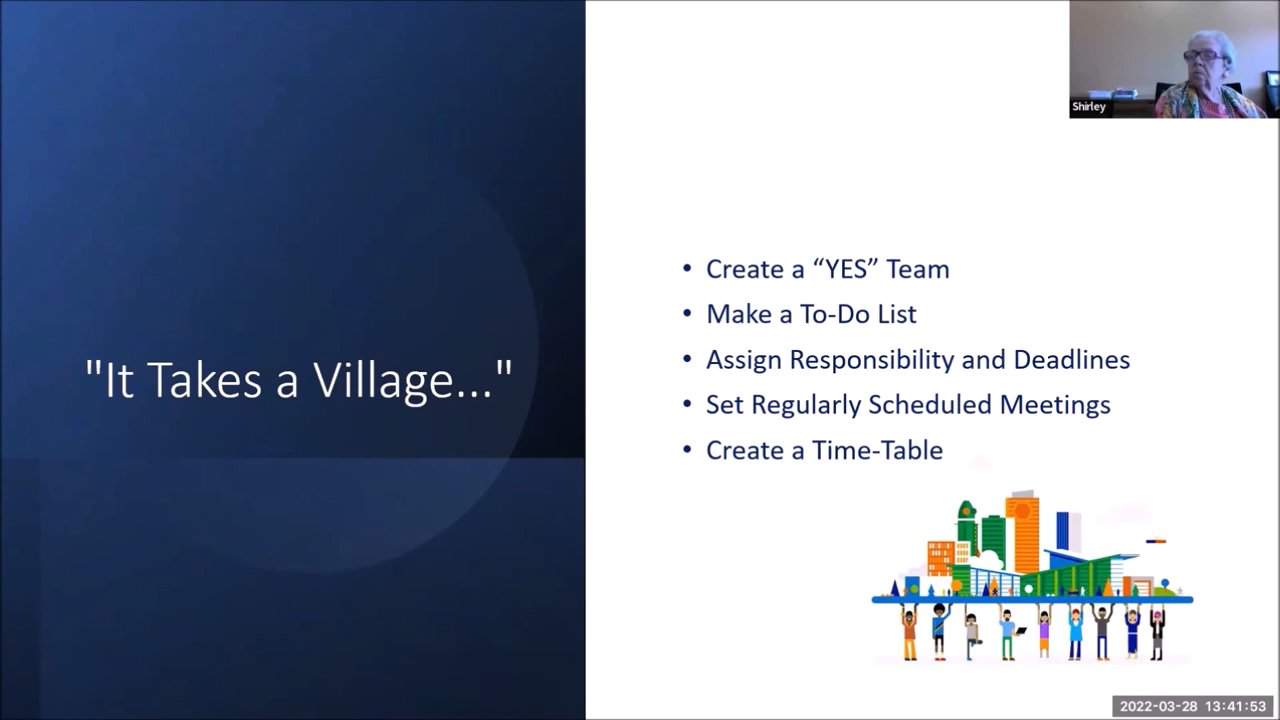 Shirley
"It Takes a Village..."
• Create a “YES” Team
• Make a To-Do List
• Assign Responsibility and Deadlines
• Set Regularly Scheduled Meetings
• Create a Time-Table
2022-03-28 13:41:53